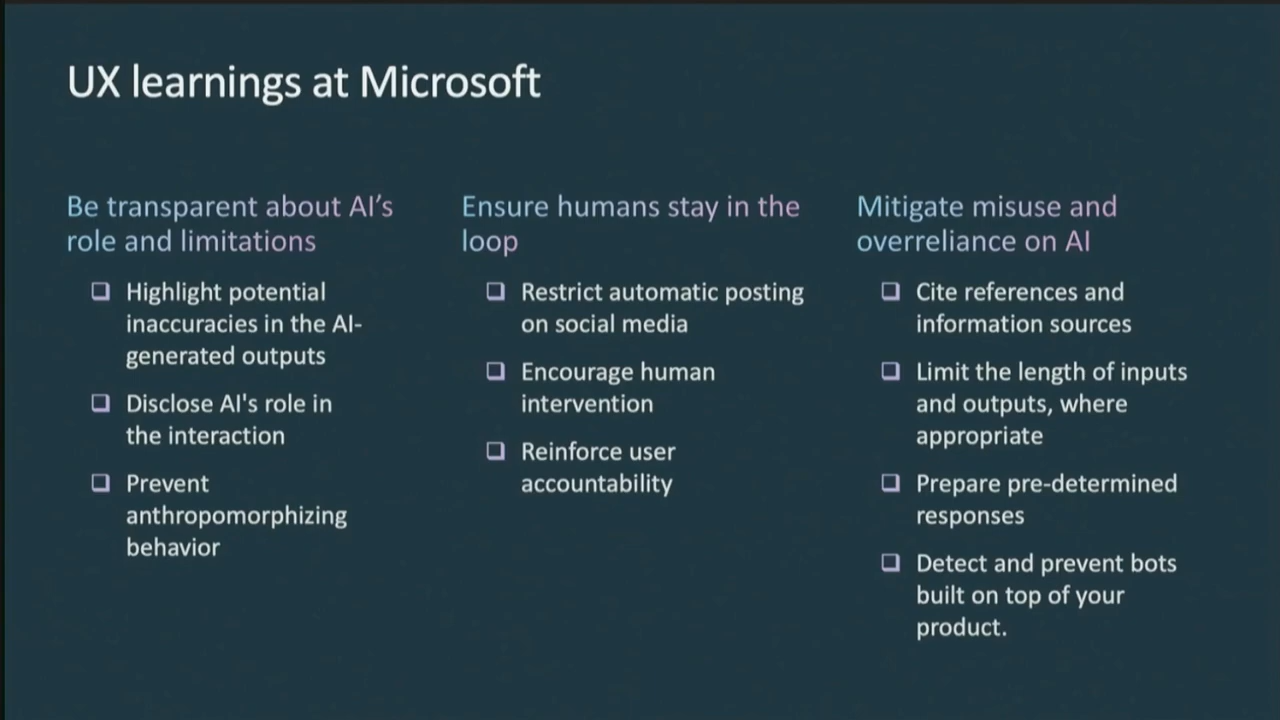 UX learnings at Microsoft
Be transparent about AI’s
role and limitations
Highlight potential
inaccuracies in the AI-
generated outputs
Disclose AI's role in
the interaction
Prevent
anthropomorphizing
behavior
Ensure humans stay in the
loop
Restrict automatic posting
on social media
Encourage human
intervention
Reinforce user
accountability
Mitigate misuse and
overreliance on AI
Cite references and
information sources
Limit the length of inputs
and outputs, where
appropriate
Prepare pre-determined
responses
Detect and prevent bots
built on top of your
product.